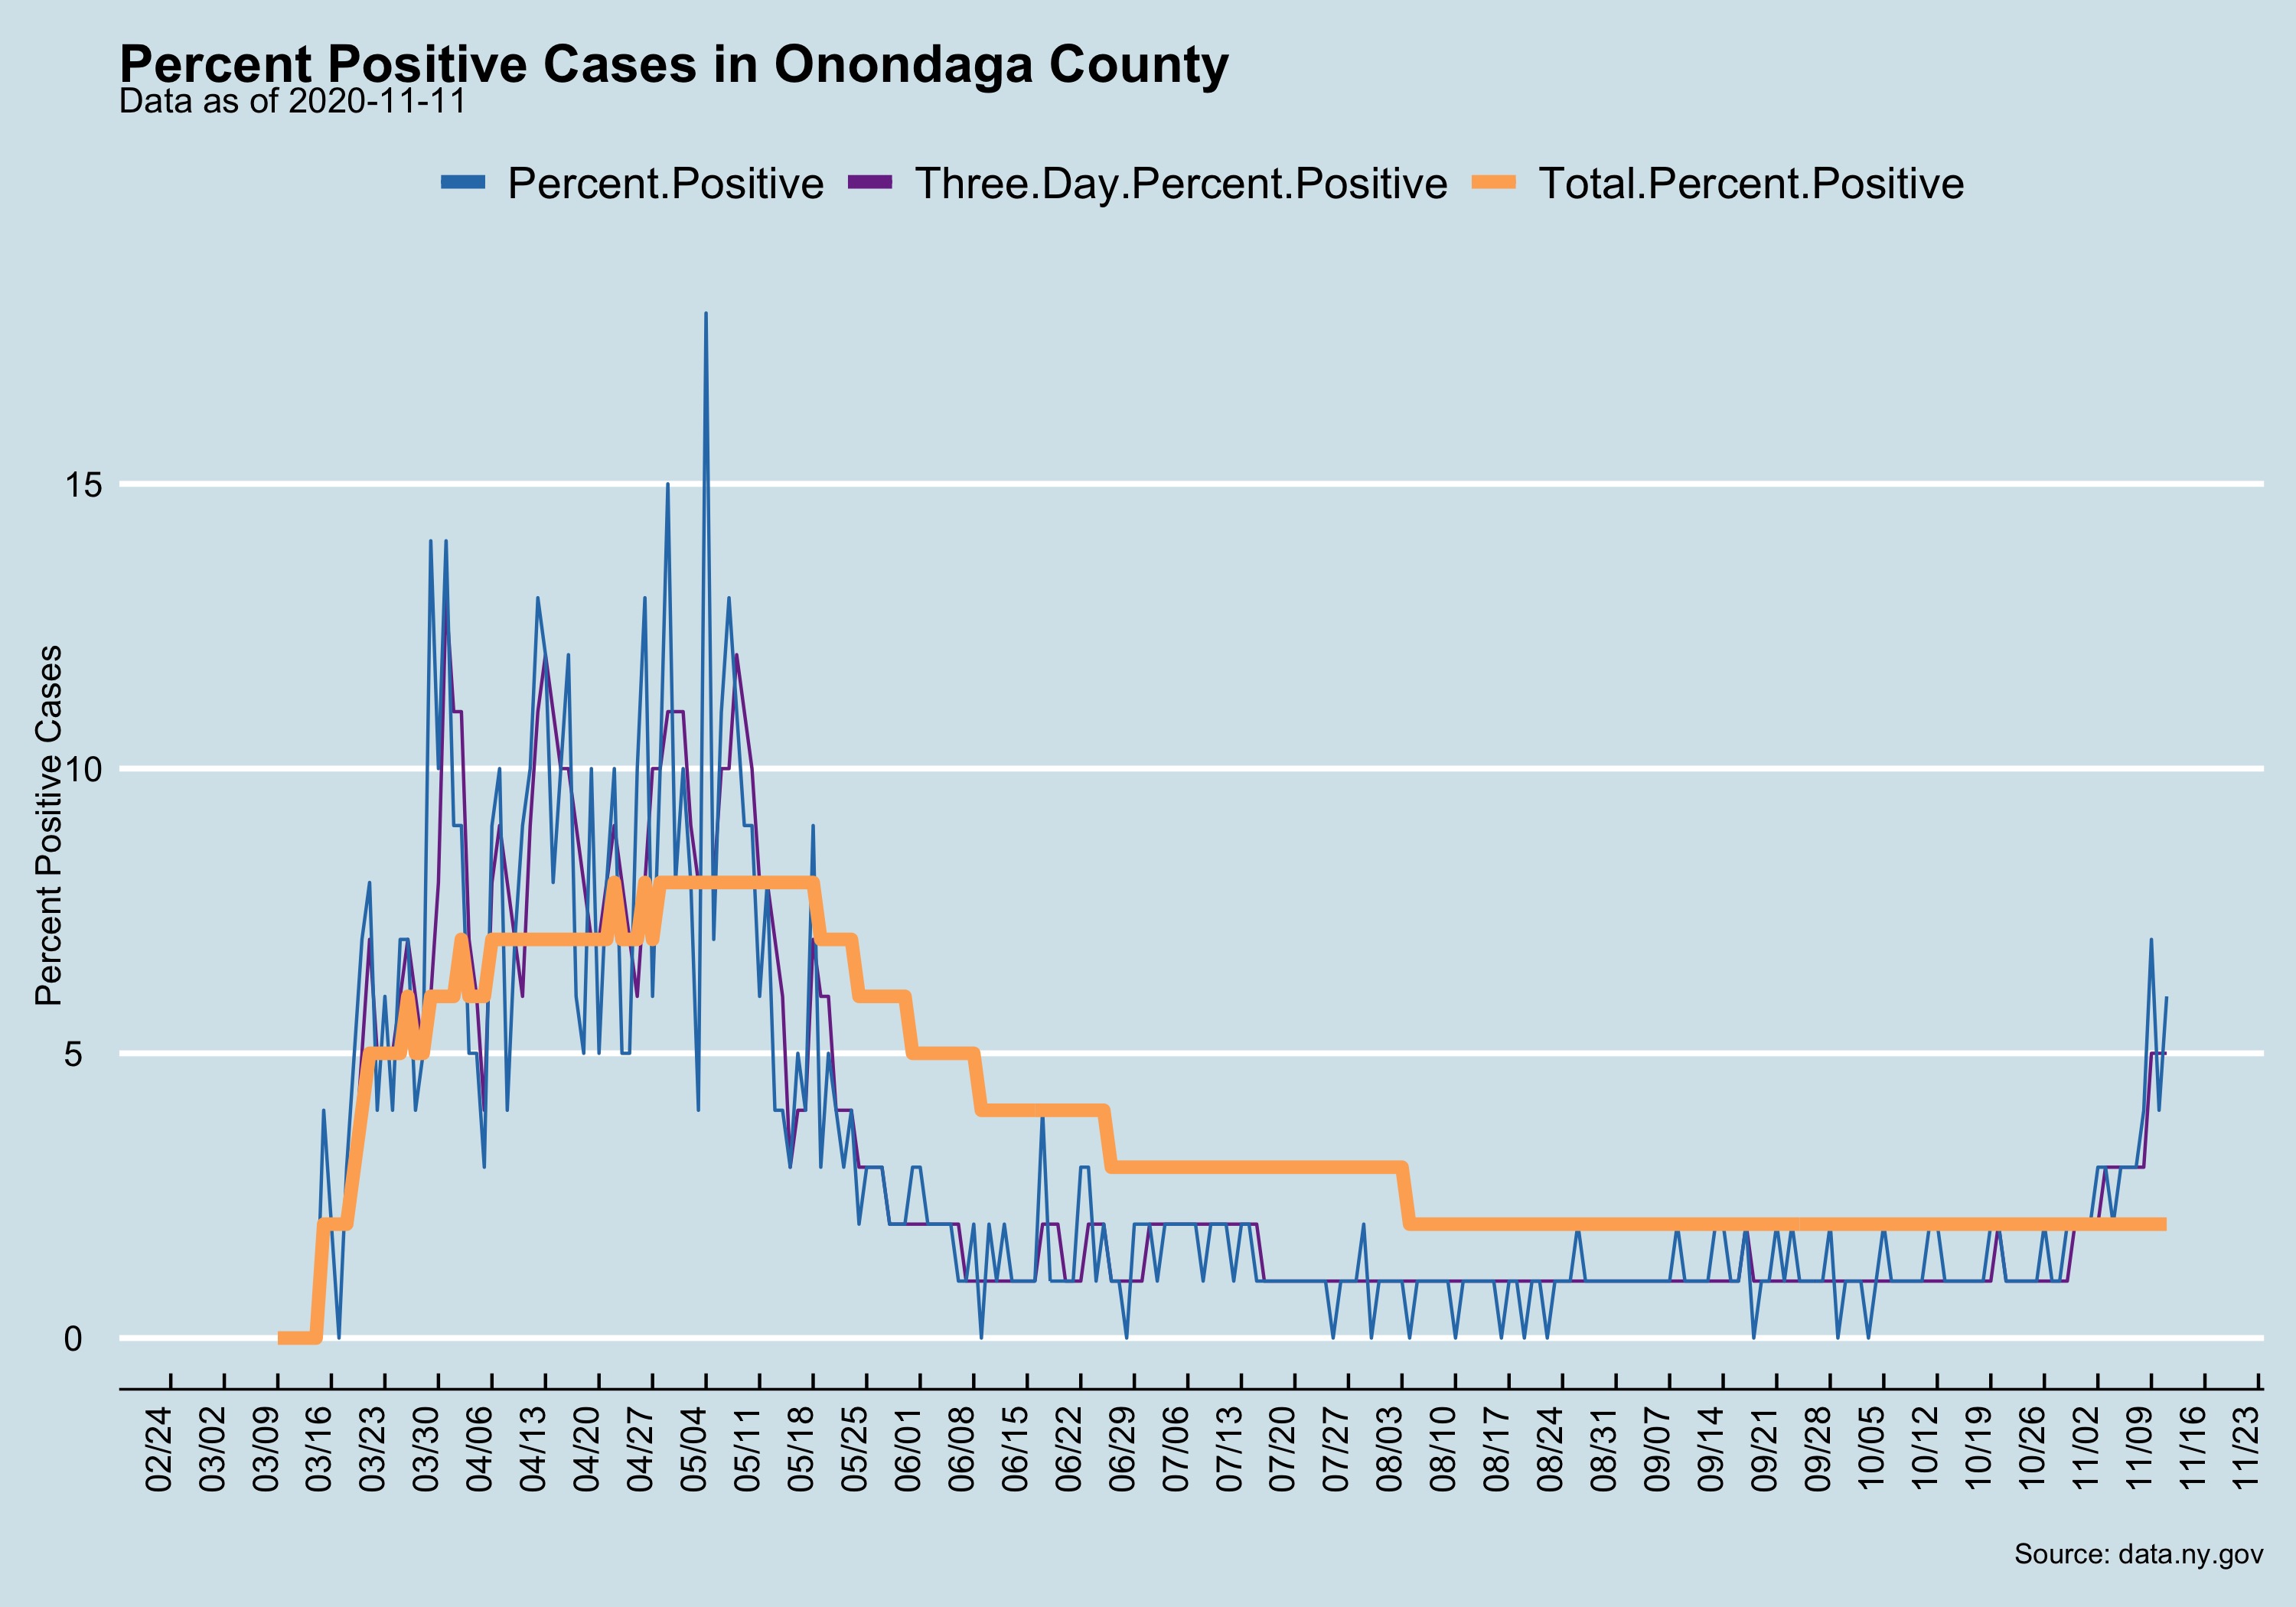 Percent Positive Cases in Onondaga County
Data as of 2020-11-11
Percent.Positive Three.Day.Percent.Positive Total.Percent.Positive
Percent Positive Cases
15
10
5
0
02/24 03/02 03/09 03/16 03/23 03/30 04/06 04/13 04/20 04/27 05/04 05/11 05/18 05/25 06/01 06/08 06/15 06/22 06/29 07/06 07/13 07/20 07/27 08/03 08/10 08/17 08/24 08/31 09/07 09/14 09/21 09/28 10/05 10/12 10/19 10/26 11/02 11/09 11/16 11/23
Source: data.ny.gov